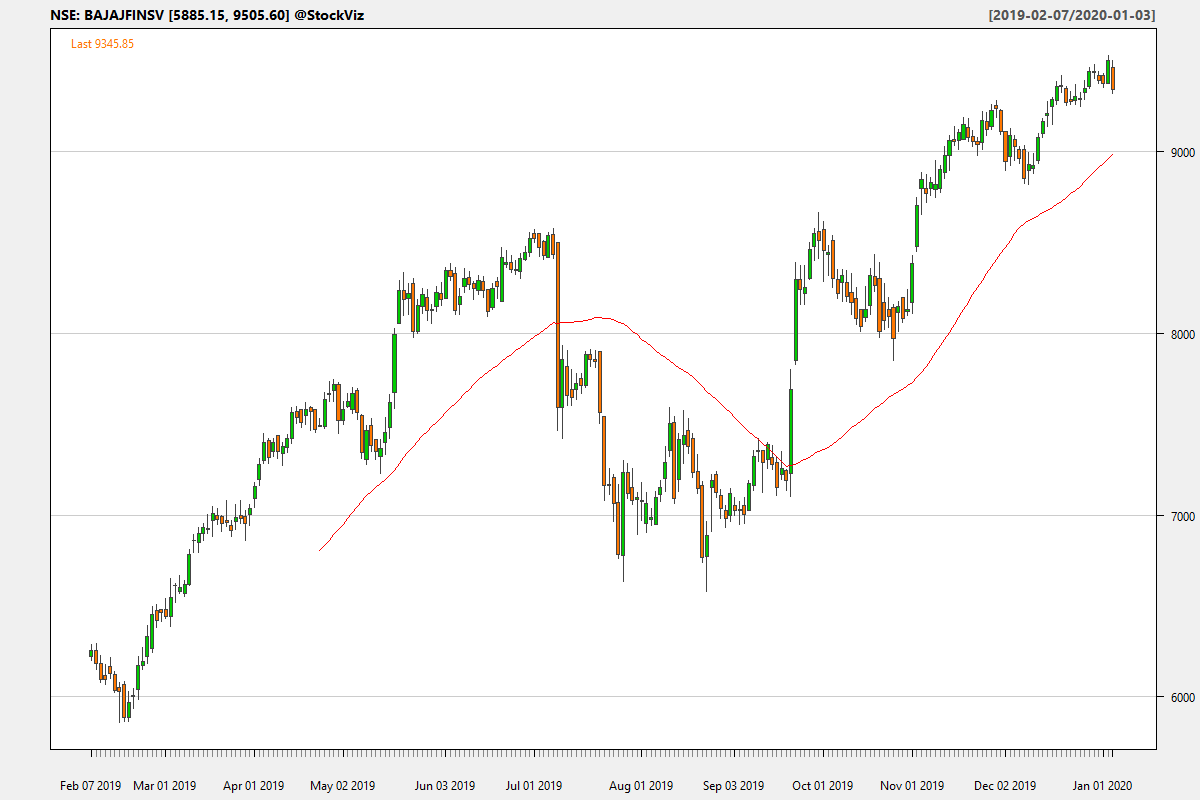 NSE: BAJAJFINSV [5885.15, 9505.60] @StockViz [2019-02-07/2020-01-03]
Last 9345.85
9000
8000
7000
6000
Feb 07 2019 Mar 01 2019 Apr 01 2019 May 02 2019 Jun 03 2019 Jul 01 2019 Aug 01 2019 Sep 03 2019 Oct 01 2019 Nov 01 2019 Dec 02 2019 Jan 01 2020